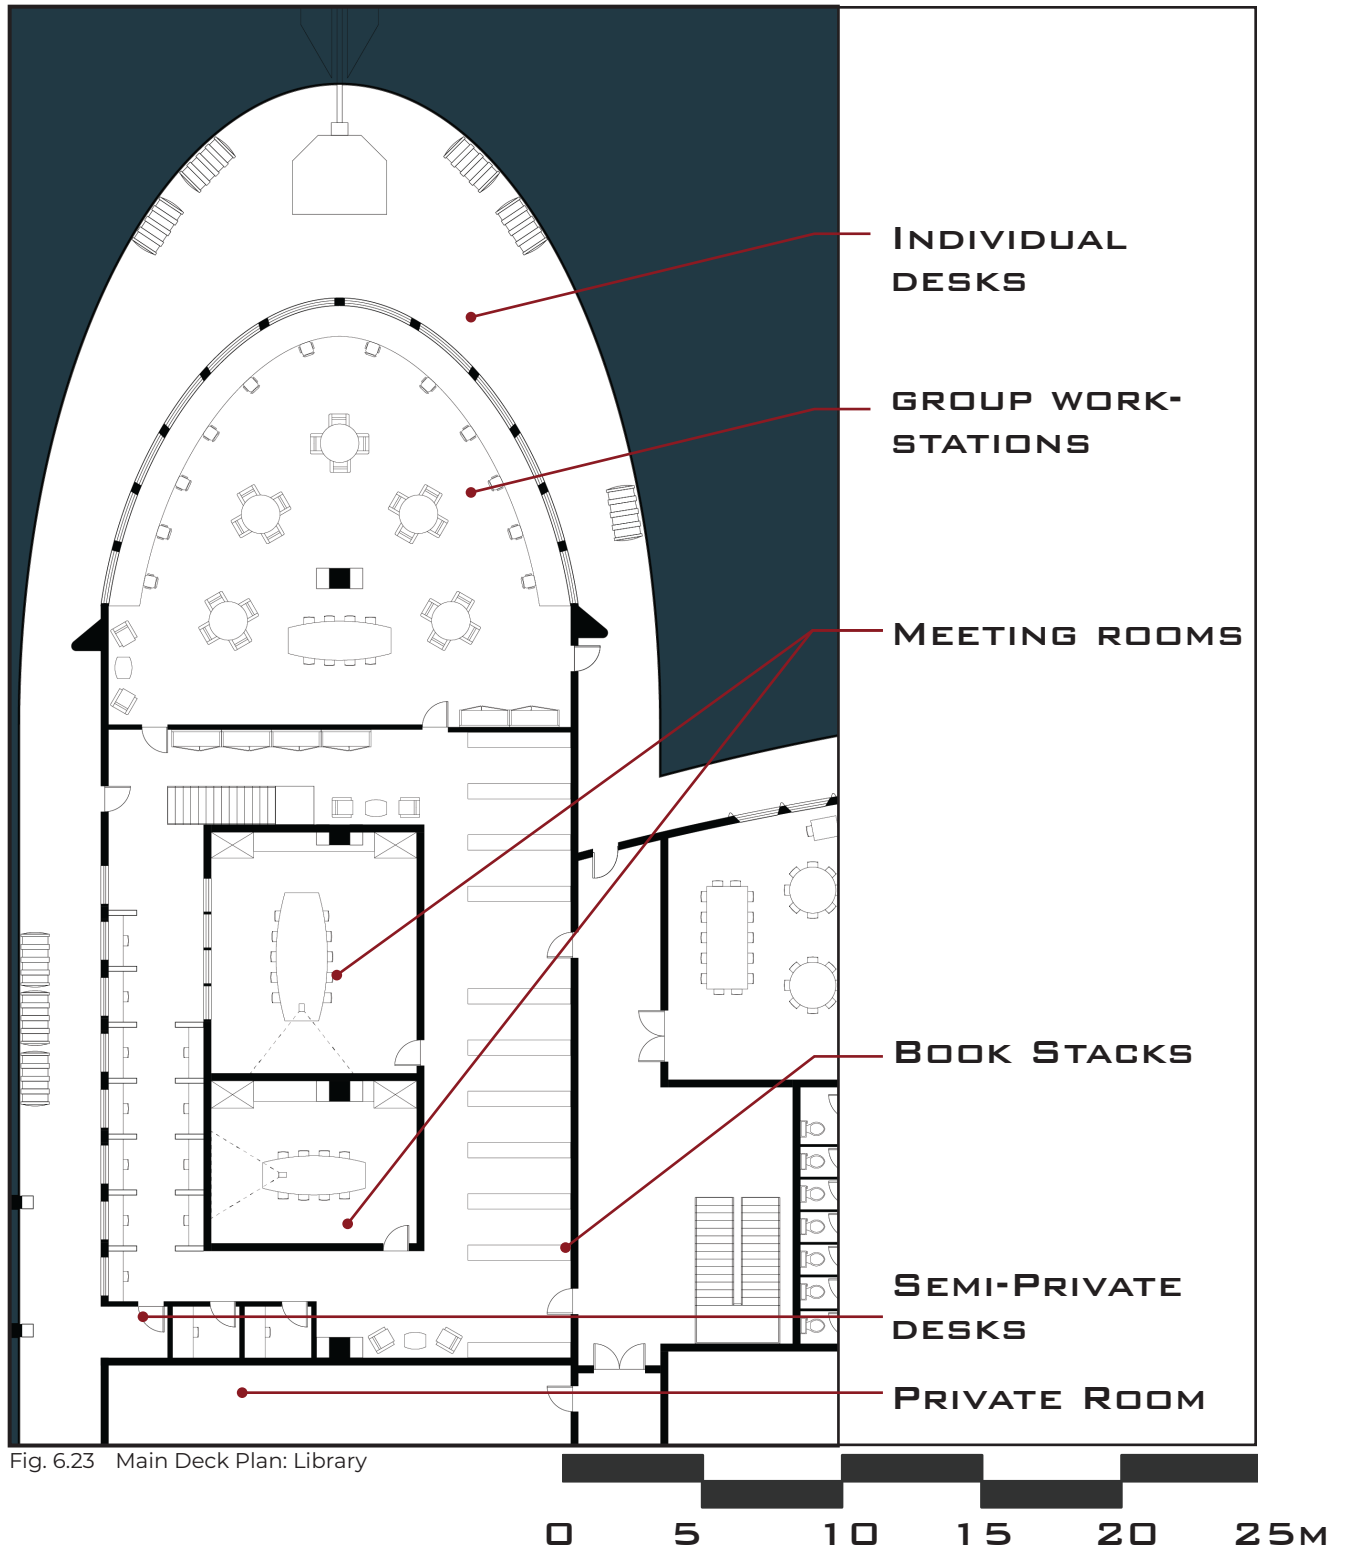 Individual
desks
group work-
stations
Meeting rooms
Book Stacks
Semi-Private
desks
Private Room
Fig. 6.23 Main Deck Plan: Library
0 5 10 15 20 25m